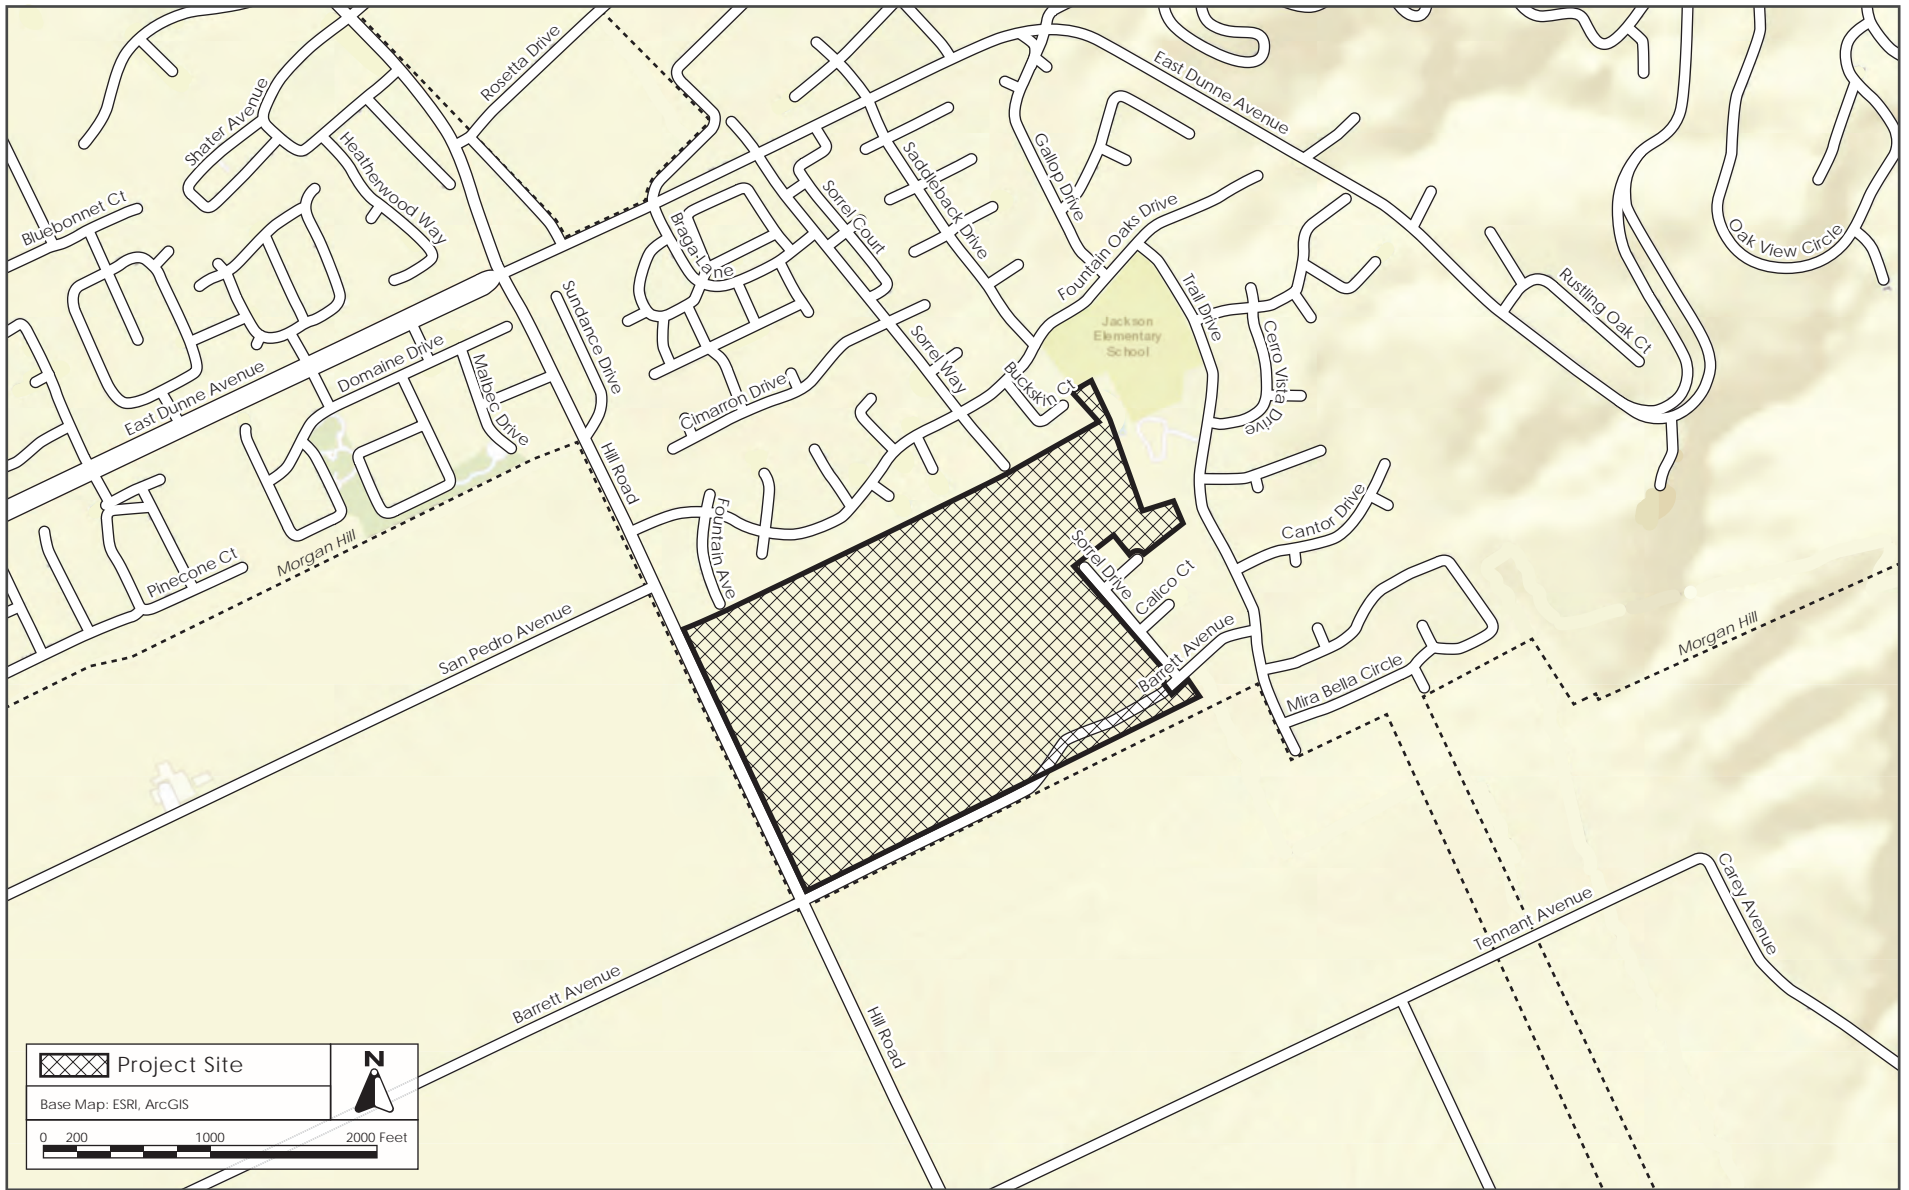 Rosetta Drive
East Dunne Avenue
Shafer Avenue
Heatherwood Way
Gallop Drive
Saddleback Drive
Bluebonnet Ct
Sorrel Court
Fountain Oaks Drive
Baga Lane
Oak View Circle
Sundance Drive
Trail Drive
Rustling Oak Ct
Jackson
Elementary
School
Cerro Vista Drive
Domaine Drive
Malbec Drive
Sorrel Way
East Dunne Avenue
Cimarron Drive
Buckskin Ct
Hill Road
Fountain Ave
Cantor Drive
Morgan Hill
Pinecone Ct
Sorrel Drive
Calico Ct
San Pedro Avenue
Barrett Avenue
Morgan Hill
Mira Bella Circle
Carey Avenue
Tennant Avenue
Barrett Avenue
Hill Road
Project Site
N
Base Map: ESRI, ArcGIS
0 200 1000 2000 Feet